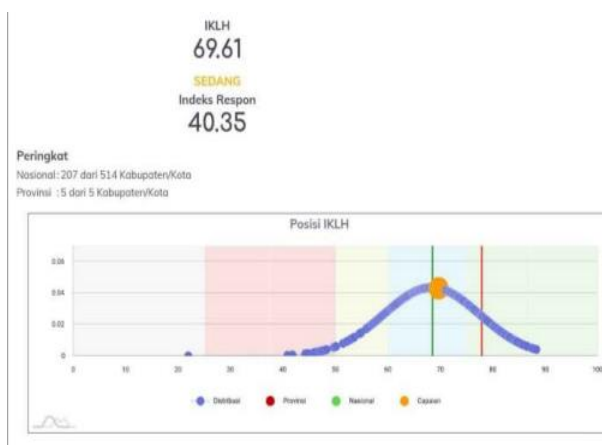 IKLH
69.61
SEDANG
Indeks Respon
40.35
Peringkat
Nasional : 207 dari 514 Kabupaten/Kota
Provinsi : 5 dari 5 Kabupaten/Kota
Posisi IKLH
0.06
0.04
0.02
0
0 10 20 30 40 50 60 70 80 90 100
Distribusi Provinsi Nasional Capaian